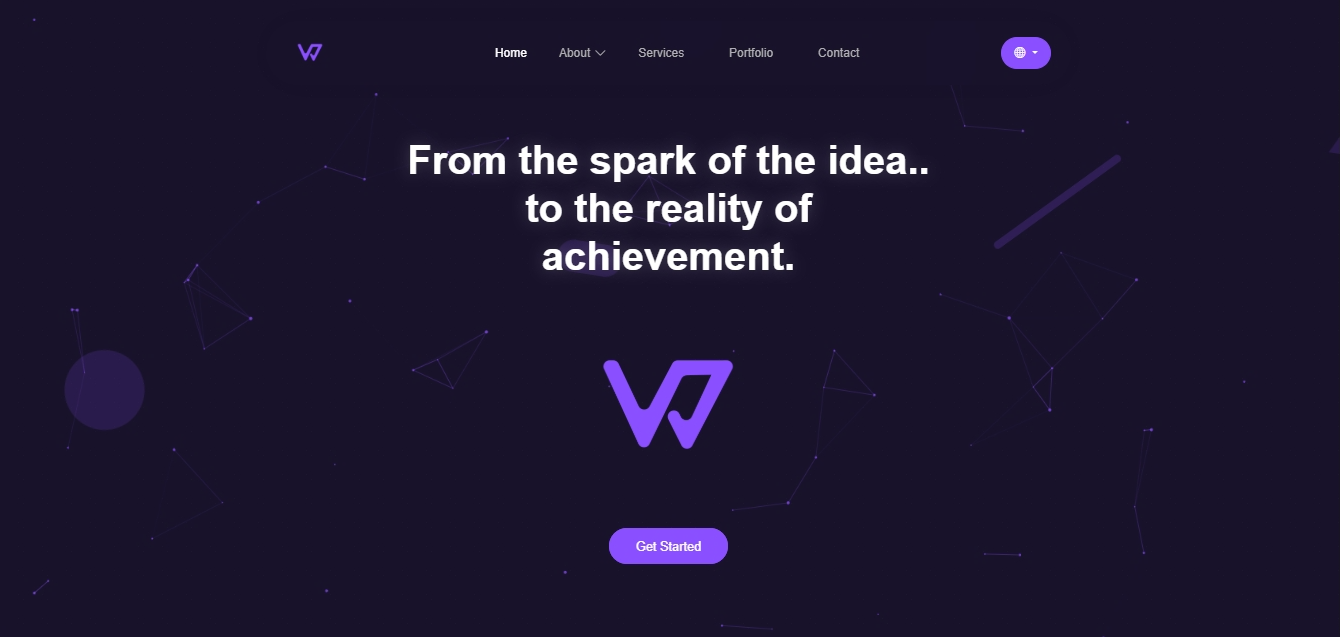 Home About Services Portfolio Contact
From the spark of the idea..
to the reality of
achievement.
Get Started